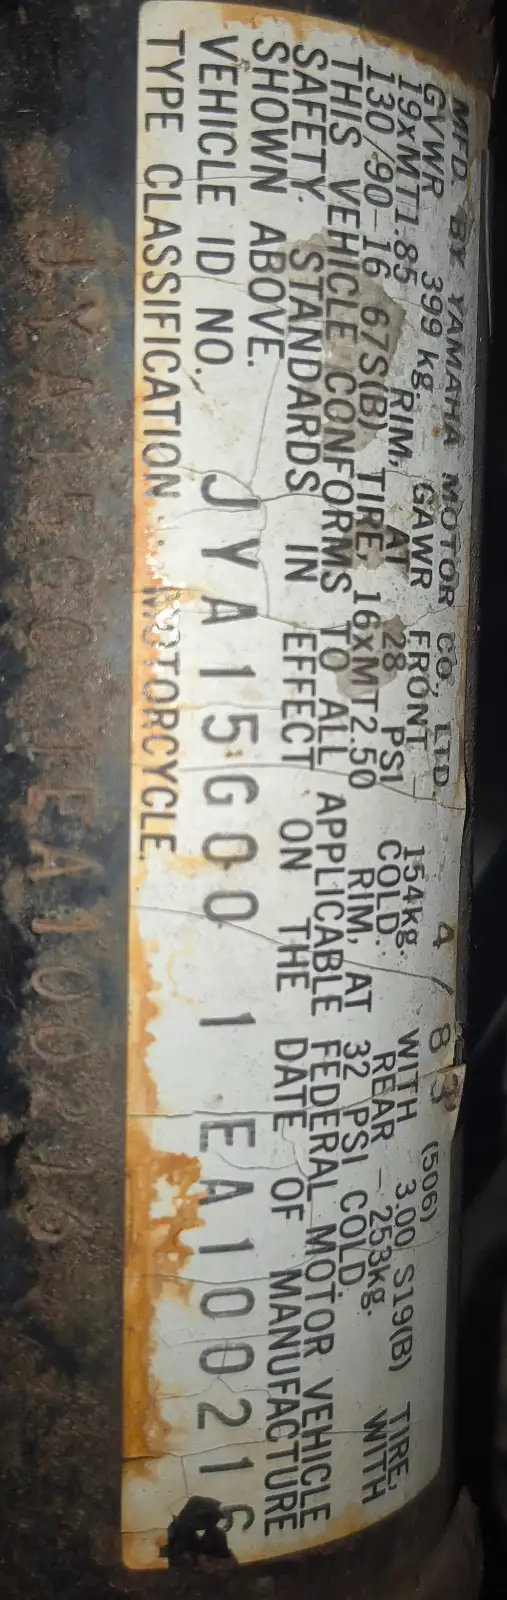 MFD. BY YAMAHA MOTOR CO., LTD. 4 / 83 (506)
GVWR 399 kg. GAWR FRONT 154kg. WITH 3.00 S19(B) TIRE,
19xMT1.85 RIM, AT 28 PSI COLD. REAR - 253kg. WITH
130/90-16 67S(B) TIRE, 16xMT2.50 RIM, AT 32 PSI COLD.
THIS VEHICLE CONFORMS TO ALL APPLICABLE FEDERAL MOTOR VEHICLE
SAFETY STANDARDS IN EFFECT ON THE DATE OF MANUFACTURE
SHOWN ABOVE.
VEHICLE ID NO. JYA15G00 1 EA100216
TYPE CLASSIFICATION... MOTORCYCLE.
JYA15G001EA100216